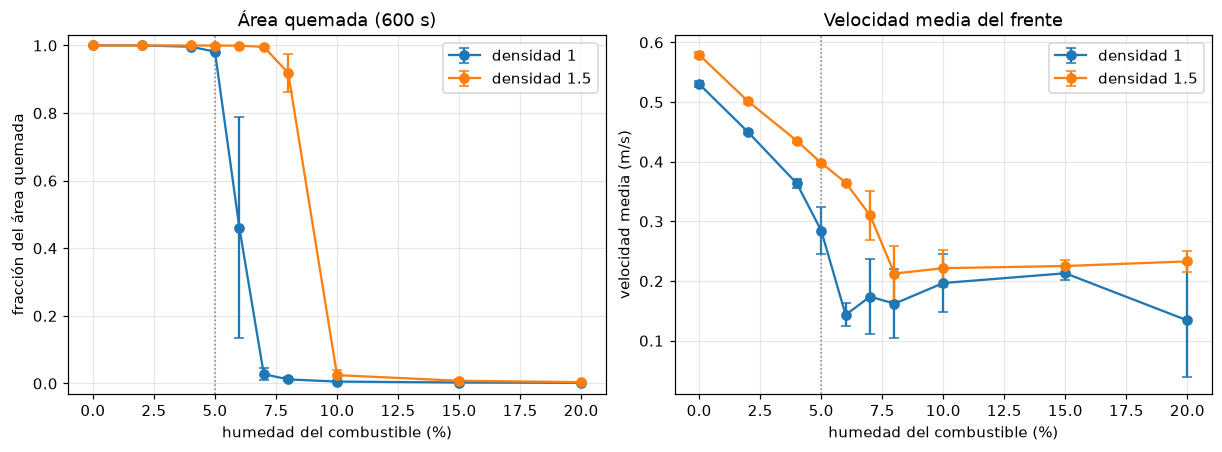 Área quemada (600 s)
fracción del área quemada
1.0
0.8
0.6
0.4
0.2
0.0
densidad 1
densidad 1.5
0.0 2.5 5.0 7.5 10.0 12.5 15.0 17.5 20.0
humedad del combustible (%)
Velocidad media del frente
velocidad media (m/s)
0.6
0.5
0.4
0.3
0.2
0.1
densidad 1
densidad 1.5
0.0 2.5 5.0 7.5 10.0 12.5 15.0 17.5 20.0
humedad del combustible (%)